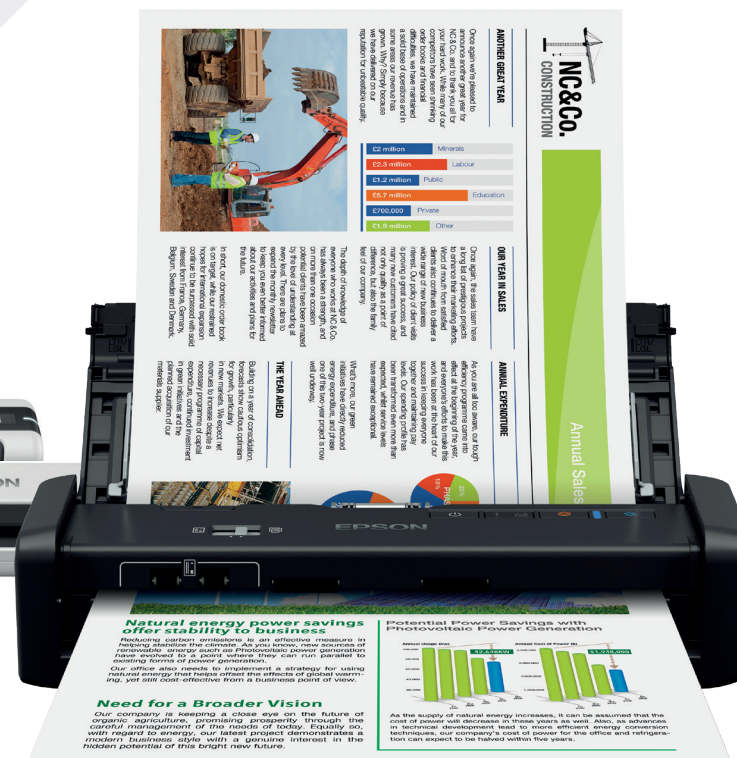 NC&Co.
CONSTRUCTION
Annual Sales
ANOTHER GREAT YEAR
Once again we're pleased to
announce another great year for
NC & Co. and to thank you all for
your hard work. While many of our
competitors have seen shrinking
order books and financial
difficulties, we have maintained
a solid base of operations and in
some areas our revenue has
grown. Why? Simply because
we have delivered on our
reputation for unbeatable quality.
£2 million Minerals
£2.3 million Labour
£1.2 million Public
£5.7 million Education
£700,000 Private
£1.9 million Other
OUR YEAR IN SALES
Once again, the sales team have
a long list of prestigious projects
to enhance their marketing efforts.
Word of mouth from satisfied
clients also continues to deliver a
wide range of new business
interest. Our policy of client visits
is proving a great success, and
many new customers have cited
not only quality as a point of
difference, but also the family
feel of our company.
The depth of knowledge of
everyone who works at NC & Co.
has always been a strength, and
on more than one occasion
potential clients have been amazed
by the level of understanding at
every level. There are plans to
expand the monthly newsletter
to keep you even better informed
about our activities and plans for
the future.
In short, our domestic order book
is on target, while our restrained
hopes for international expansion
continue to be surpassed with solid
interest from France, Germany,
Belgium, Sweden and Denmark.
ANNUAL EXPENDITURE
As you are all too aware, our tough
efficiency programme came into
effect at the beginning of the year,
and everyone's efforts to make this
work has been at the heart of our
success in keeping everyone
together and maintaining pay
levels. Our spending profile has
been transformed even more than
expected, whilst service levels
have remained exceptional.
What's more, our green
initiatives have directly reduced
energy expenditure, and phase
one of this two-year project is now
well underway.
THE YEAR AHEAD
Building on a year of consolidation,
forecasts show cautious optimism
for growth, particularly
in new markets. We expect net
revenues to increase despite a
necessary programme of capital
expenditure, continued investment
in green initiatives and the
planned acquisition of our
materials supplier.
PHAS
EPSON
ON
Natural energy power savings
offer stability to business
Reducing carbon emissions is an effective measure in
helping stabilize the climate. As you know, new sources of
renewable energy such as Photovoltaic power generation
have evolved to a point where they can run parallel to
existing forms of power generation.
Our office also needs to implement a strategy for using
natural energy that helps offset the effects of global warm-
ing, yet still cost-effective from a business point of view.
Need for a Broader Vision
Our company is keeping a close eye on the future of
organic agriculture, promising prosperity through the
careful management of the needs of today. Equally so,
with regard to energy, our latest project demonstrates a
modern business style with a genuine interest in the
hidden potential of this bright new future.
Potential Power Savings with
Photovoltaic Power Generation
Annual Usage (kW)
Annual Cost of Power ($)
As the supply of natural energy increases, it can be assumed that the
cost of power will decrease in these years as well. Also, as advances
in technical development lead to more efficient energy conversion
techniques, our company's cost of power for the office and refrigera-
tion can expect to be halved within five years.